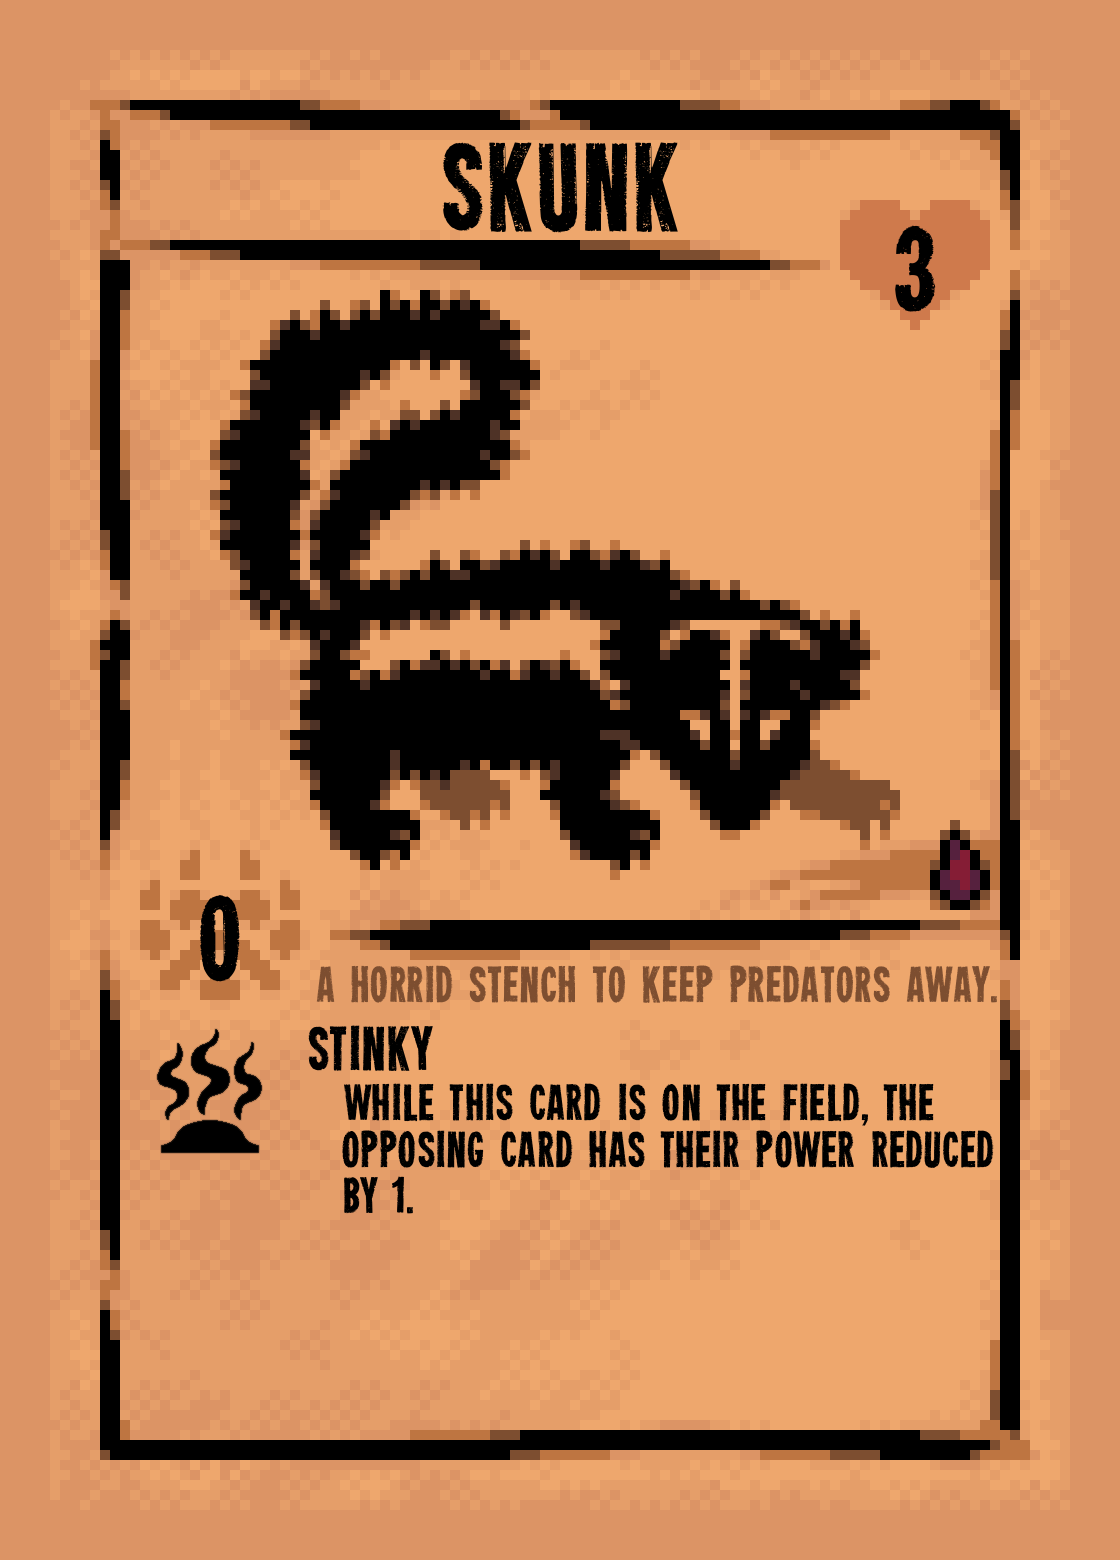 SKUNK
3
0
A HORRID STENCH TO KEEP PREDATORS AWAY.
STINKY
WHILE THIS CARD IS ON THE FIELD, THE
OPPOSING CARD HAS THEIR POWER REDUCED
BY 1.